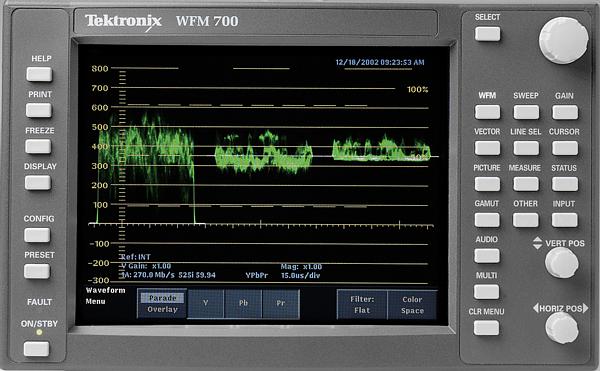 Tektronix WFM 700
SELECT
HELP
PRINT
FREEZE
DISPLAY
CONFIG
PRESET
FAULT
ON/STBY
12/18/2002 09:23:53 AM
800
700
600
500
400
300
200
100
-100
-200
-300
100%
Ref: INT
V Gain: x1.00
Mag: x1.00
1A: 270.0 Mb/s 525i 59.94 YPbPr 15.0us/div
Waveform
Menu
Parade
Overlay
Y
Pb
Pr
Filter:
Flat
Color
Space
WFM SWEEP GAIN
VECTOR LINE SEL CURSOR
PICTURE MEASURE STATUS
GAMUT OTHER INPUT
AUDIO
VERT POS
MULTI
CLR MENU
HORIZ POS